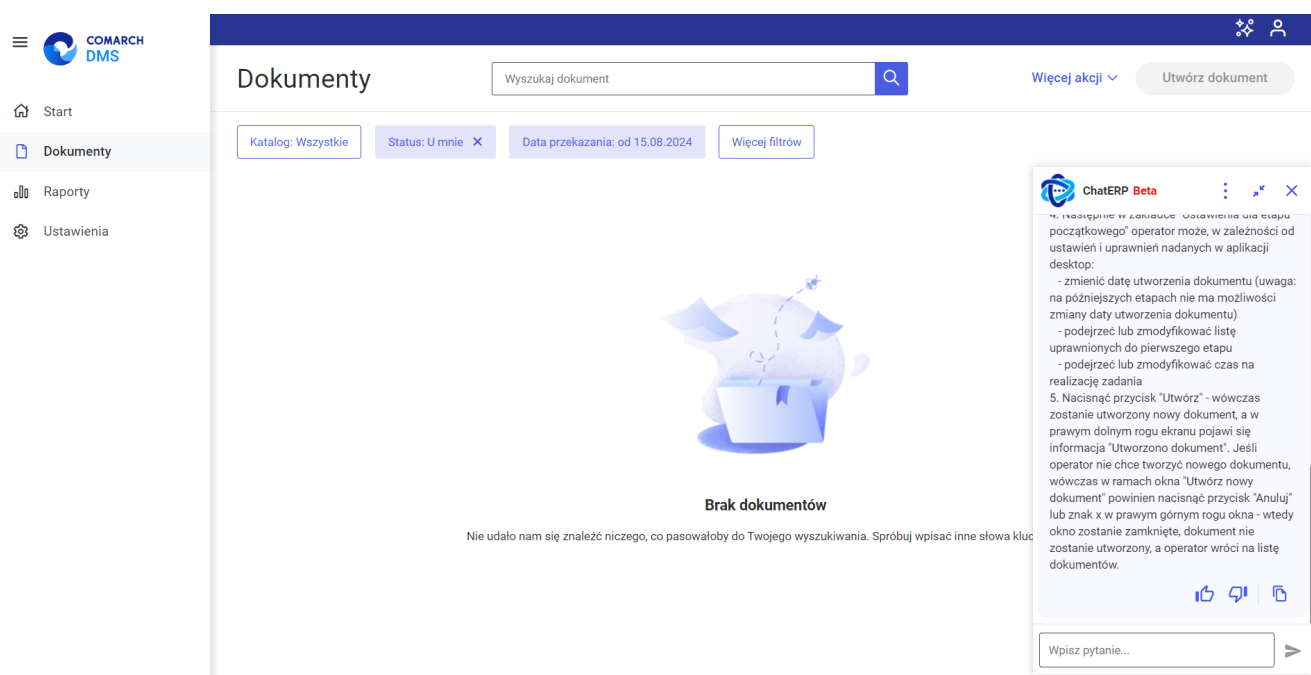 COMARCH
DMS
Start
Dokumenty
Raporty
Ustawienia
Dokumenty
Wyszukaj dokument
Więcej akcji
Utwórz dokument
Katalog: Wszystkie
Status: U mnie
Data przekazania: od 15.08.2024
Więcej filtrów
Brak dokumentów
Nie udało nam się znaleźć niczego, co pasowałoby do Twojego wyszukiwania. Spróbuj wpisać inne słowa kluc
ChatERP Beta
4. Następnie w zakładce "Ustawienia dla etapu
początkowego" operator może, w zależności od
ustawień i uprawnień nadanych w aplikacji
desktop:
- zmienić datę utworzenia dokumentu (uwaga:
na późniejszych etapach nie ma możliwości
zmiany daty utworzenia dokumentu)
- podejrzeć lub zmodyfikować listę
uprawnionych do pierwszego etapu
- podejrzeć lub zmodyfikować czas na
realizację zadania
5. Nacisnąć przycisk "Utwórz" - wówczas
zostanie utworzony nowy dokument, a w
prawym dolnym rogu ekranu pojawi się
informacja "Utworzono dokument". Jeśli
operator nie chce tworzyć nowego dokumentu,
wówczas w ramach okna "Utwórz nowy
dokument" powinien nacisnąć przycisk "Anuluj"
lub znak x w prawym górnym rogu okna - wtedy
okno zostanie zamknięte, dokument nie
zostanie utworzony, a operator wróci na listę
dokumentów.
Wpisz pytanie...